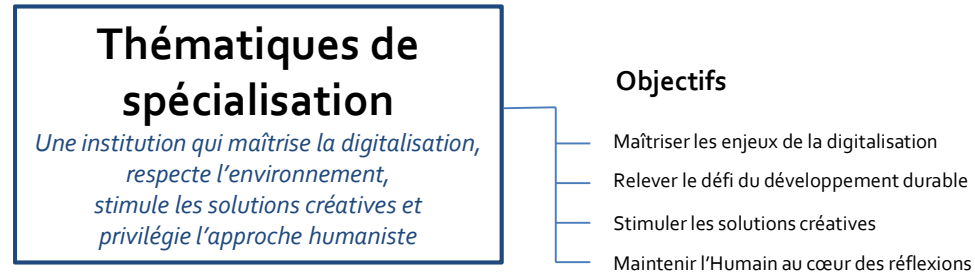 Thématiques de
spécialisation
Une institution qui maîtrise la digitalisation,
respecte l'environnement,
stimule les solutions créatives et
privilégie l'approche humaniste
Objectifs
Maîtriser les enjeux de la digitalisation
Relever le défi du développement durable
Stimuler les solutions créatives
Maintenir l'Humain au cœur des réflexions